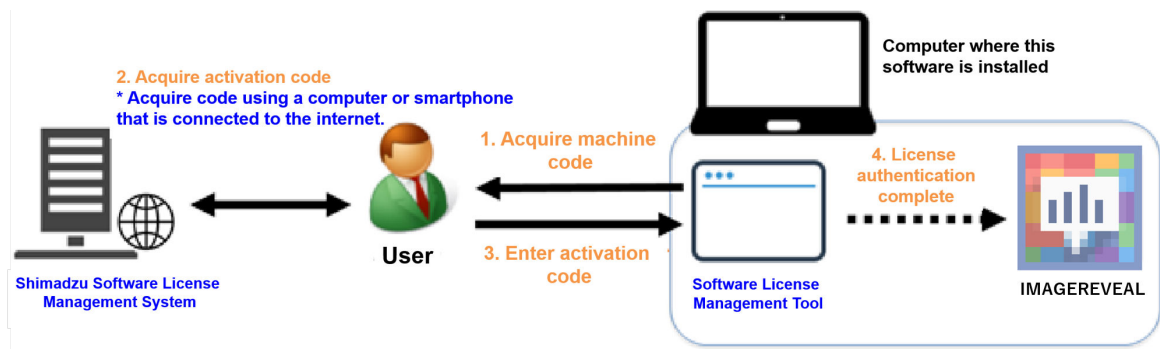 Computer where this
software is installed
2. Acquire activation code
* Acquire code using a computer or smartphone
that is connected to the internet.
1. Acquire machine
code
4. License
authentication
complete
User
3. Enter activation
code
Shimadzu Software License
Management System
Software License
Management Tool
IMAGEREVEAL